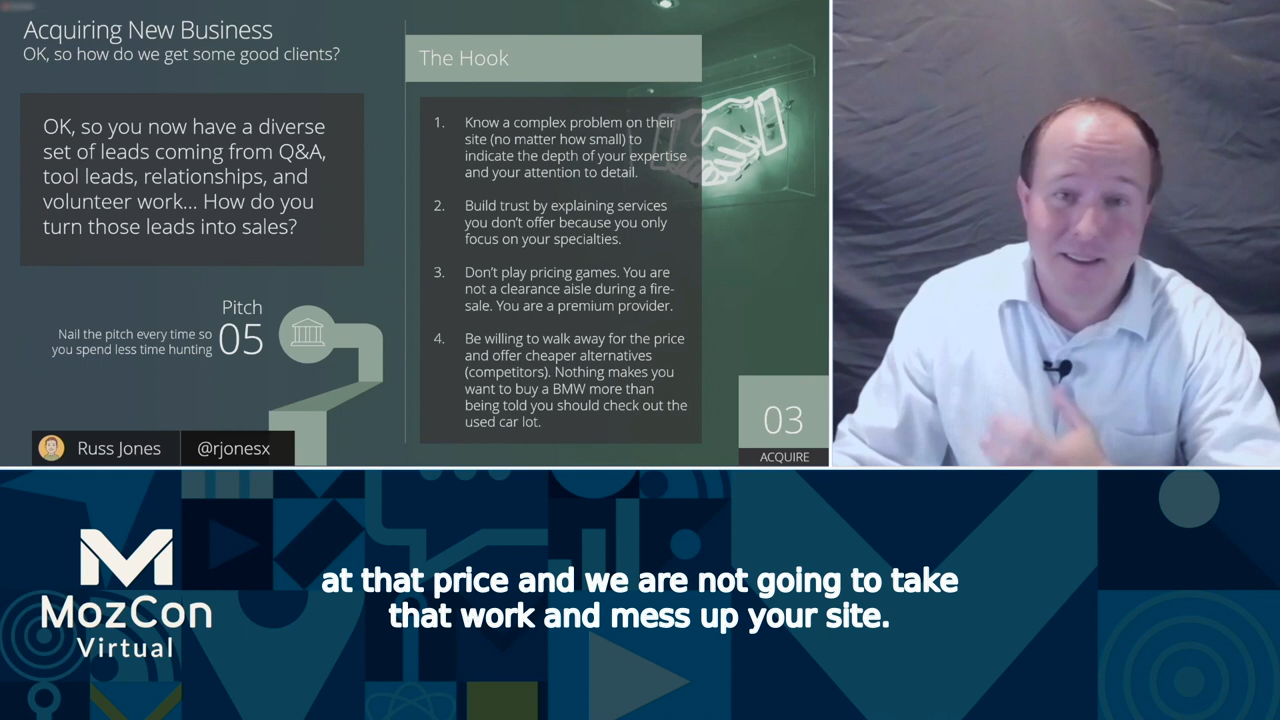 Acquiring New Business
OK, so how do we get some good clients?
OK, so you now have a diverse
set of leads coming from Q&A,
tool leads, relationships, and
volunteer work... How do you
turn those leads into sales?
Pitch
Nail the pitch every time so
you spend less time hunting
05
Russ Jones
@rjonesx
The Hook
1. Know a complex problem on their
site (no matter how small) to
indicate the depth of your expertise
and your attention to detail.
2. Build trust by explaining services
you don't offer because you only
focus on your specialties.
3. Don't play pricing games. You are
not a clearance aisle during a fire-
sale. You are a premium provider.
4. Be willing to walk away for the price
and offer cheaper alternatives
(competitors). Nothing makes you
want to buy a BMW more than
being told you should check out the
used car lot.
03
ACQUIRE
M
MozCon
Virtual
at that price and we are not going to take
that work and mess up your site.